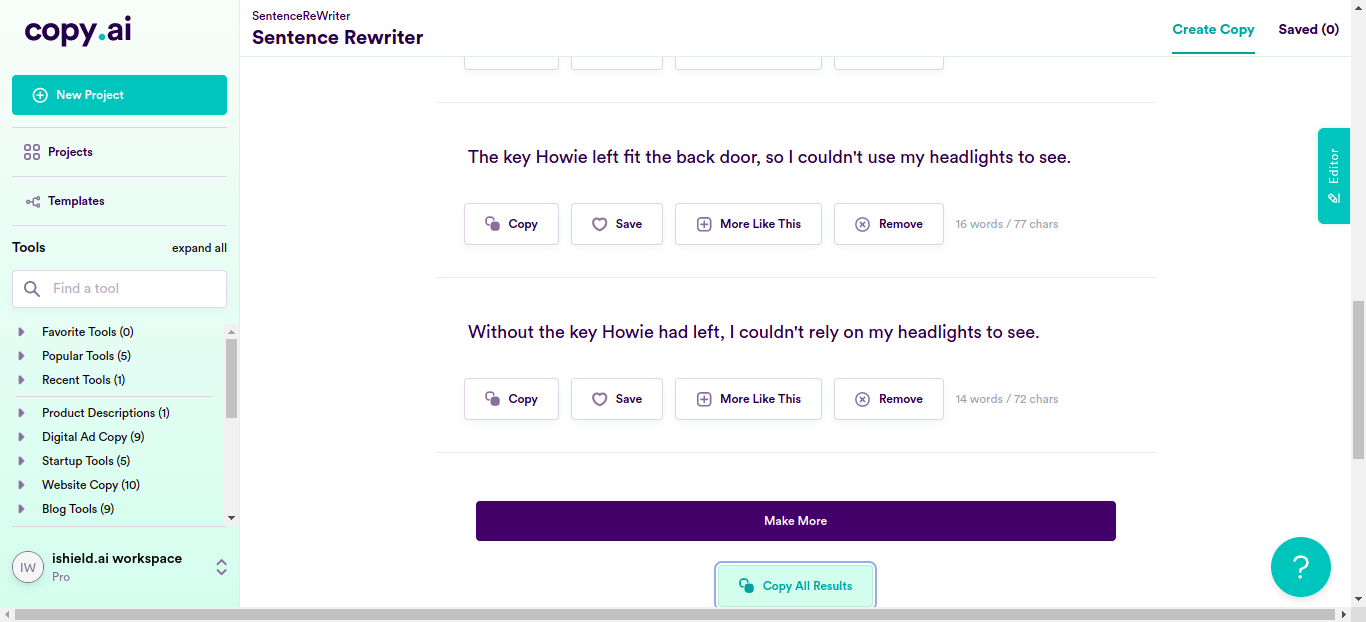 copy.ai
SentenceReWriter
Sentence Rewriter
Create Copy
Saved (0)
New Project
Projects
Templates
Tools
expand all
Find a tool
Favorite Tools (0)
Popular Tools (5)
Recent Tools (1)
Product Descriptions (1)
Digital Ad Copy (9)
Startup Tools (5)
Website Copy (10)
Blog Tools (9)
IW
ishield.ai workspace
Pro
The key Howie left fit the back door, so I couldn't use my headlights to see.
Copy
Save
More Like This
Remove
16 words / 77 chars
Without the key Howie had left, I couldn't rely on my headlights to see.
Copy
Save
More Like This
Remove
14 words / 72 chars
Make More
Copy All Results
Editor
?